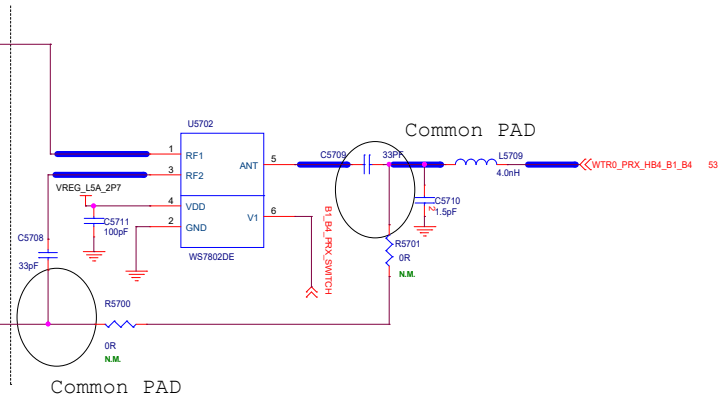 U5702
Common PAD
1
RF1
ANT
5
C5709
33PF
L5709
4.0nH
WTR0_PRX_HB4_B1_B4 53
3
RF2
VREG_L5A_2P7
4
VDD
V1
6
C5710
2
1.5pF
C5711
100pF
2
GND
B1_B4_PRX_SWITCH
C5708
33pF
WS7802DE
R5701
0R
N.M.
R5700
0R
N.M.
Common PAD